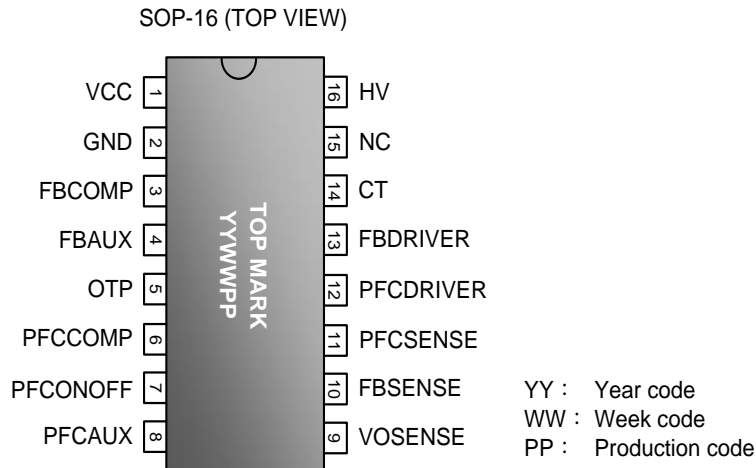 SOP-16 (TOP VIEW)
VCC 1
GND 2
FBCOMP 3
FBAUX 4
OTP 5
PFCCOMP 6
PFCONOFF 7
PFCAUX 8
16 HV
15 NC
14 CT
13 FBDRIVER
12 PFCDRIVER
11 PFCSENSE
10 FBSENSE
9 VOSENSE
TOP MARK
YYWWPP
YY : Year code
WW : Week code
PP : Production code